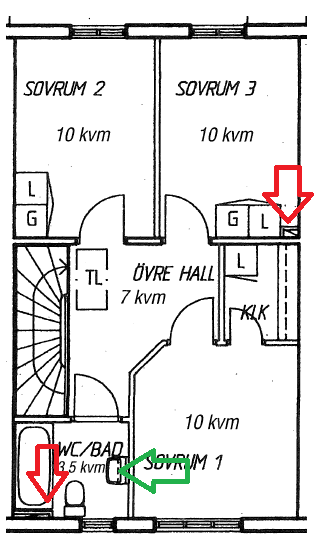 SOVRUM 2
SOVRUM 3
10 kvm
10 kvm
L
G
G
L
TL
ÖVRE HALL
7 kvm
L
KLK
10 kvm
WC/BAD
3.5 kvm
SOVRUM 1